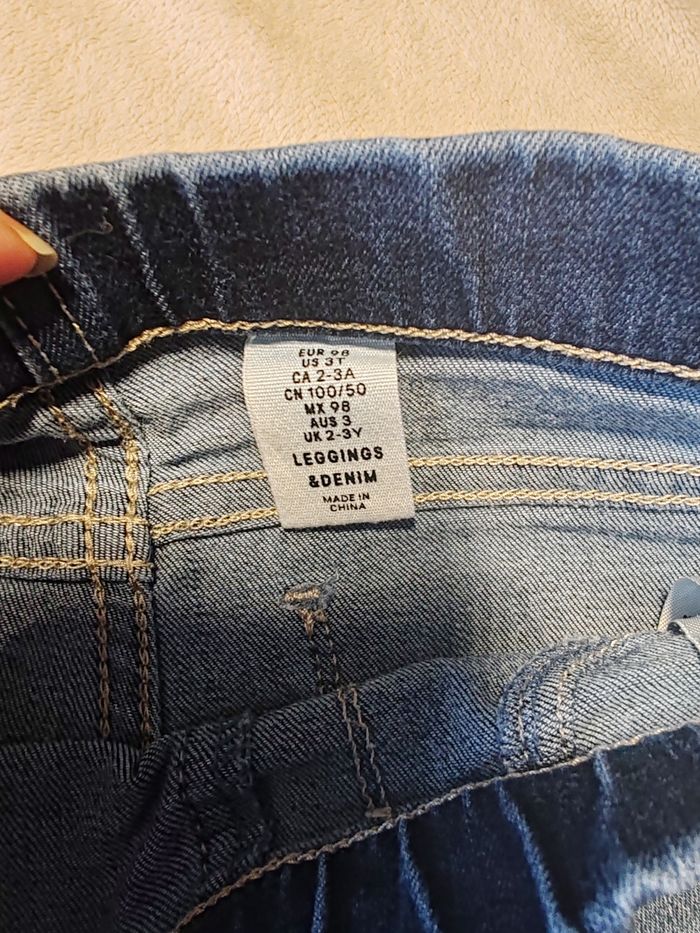 EUR 98
US 3T
CA 2-3A
CN 100/50
MX 98
AUS 3
UK 2-3Y
LEGGINGS
&DENIM
MADE IN
CHINA